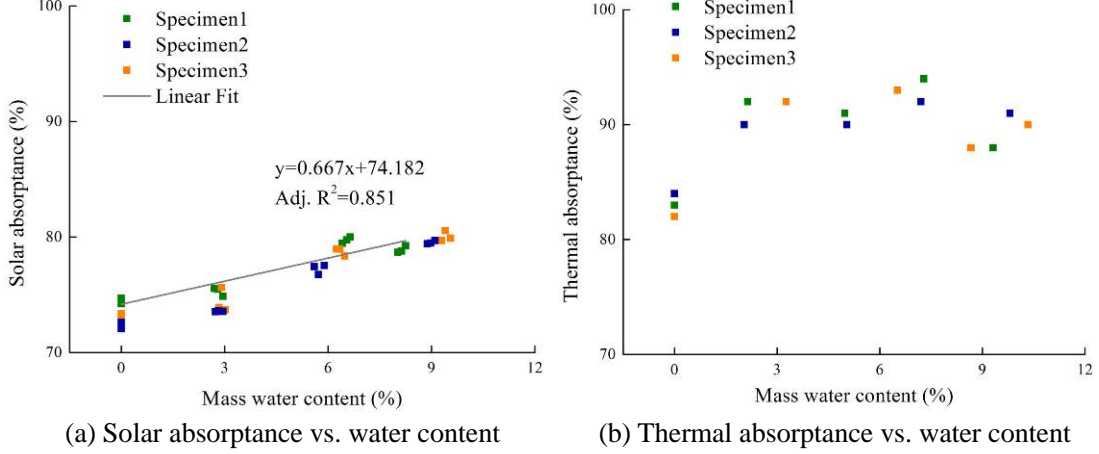 100
90
80
70
Solar absorptance (%)
Specimen1
Specimen2
Specimen3
Linear Fit
y=0.667x+74.182
Adj. R²=0.851
0 3 6 9 12
Mass water content (%)
(a) Solar absorptance vs. water content
100
90
80
70
Thermal absorptance (%)
Specimen1
Specimen2
Specimen3
0 3 6 9 12
Mass water content (%)
(b) Thermal absorptance vs. water content